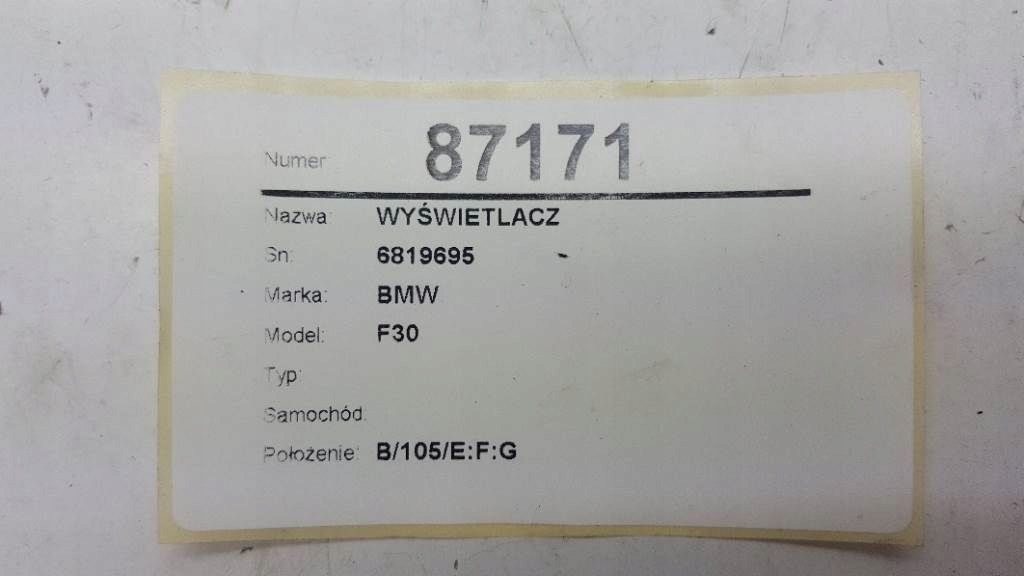 Numer: 87171
Nazwa: WYŚWIETLACZ
Sn: 6819695
Marka: BMW
Model: F30
Typ:
Samochód:
Położenie: B/105/E:F:G